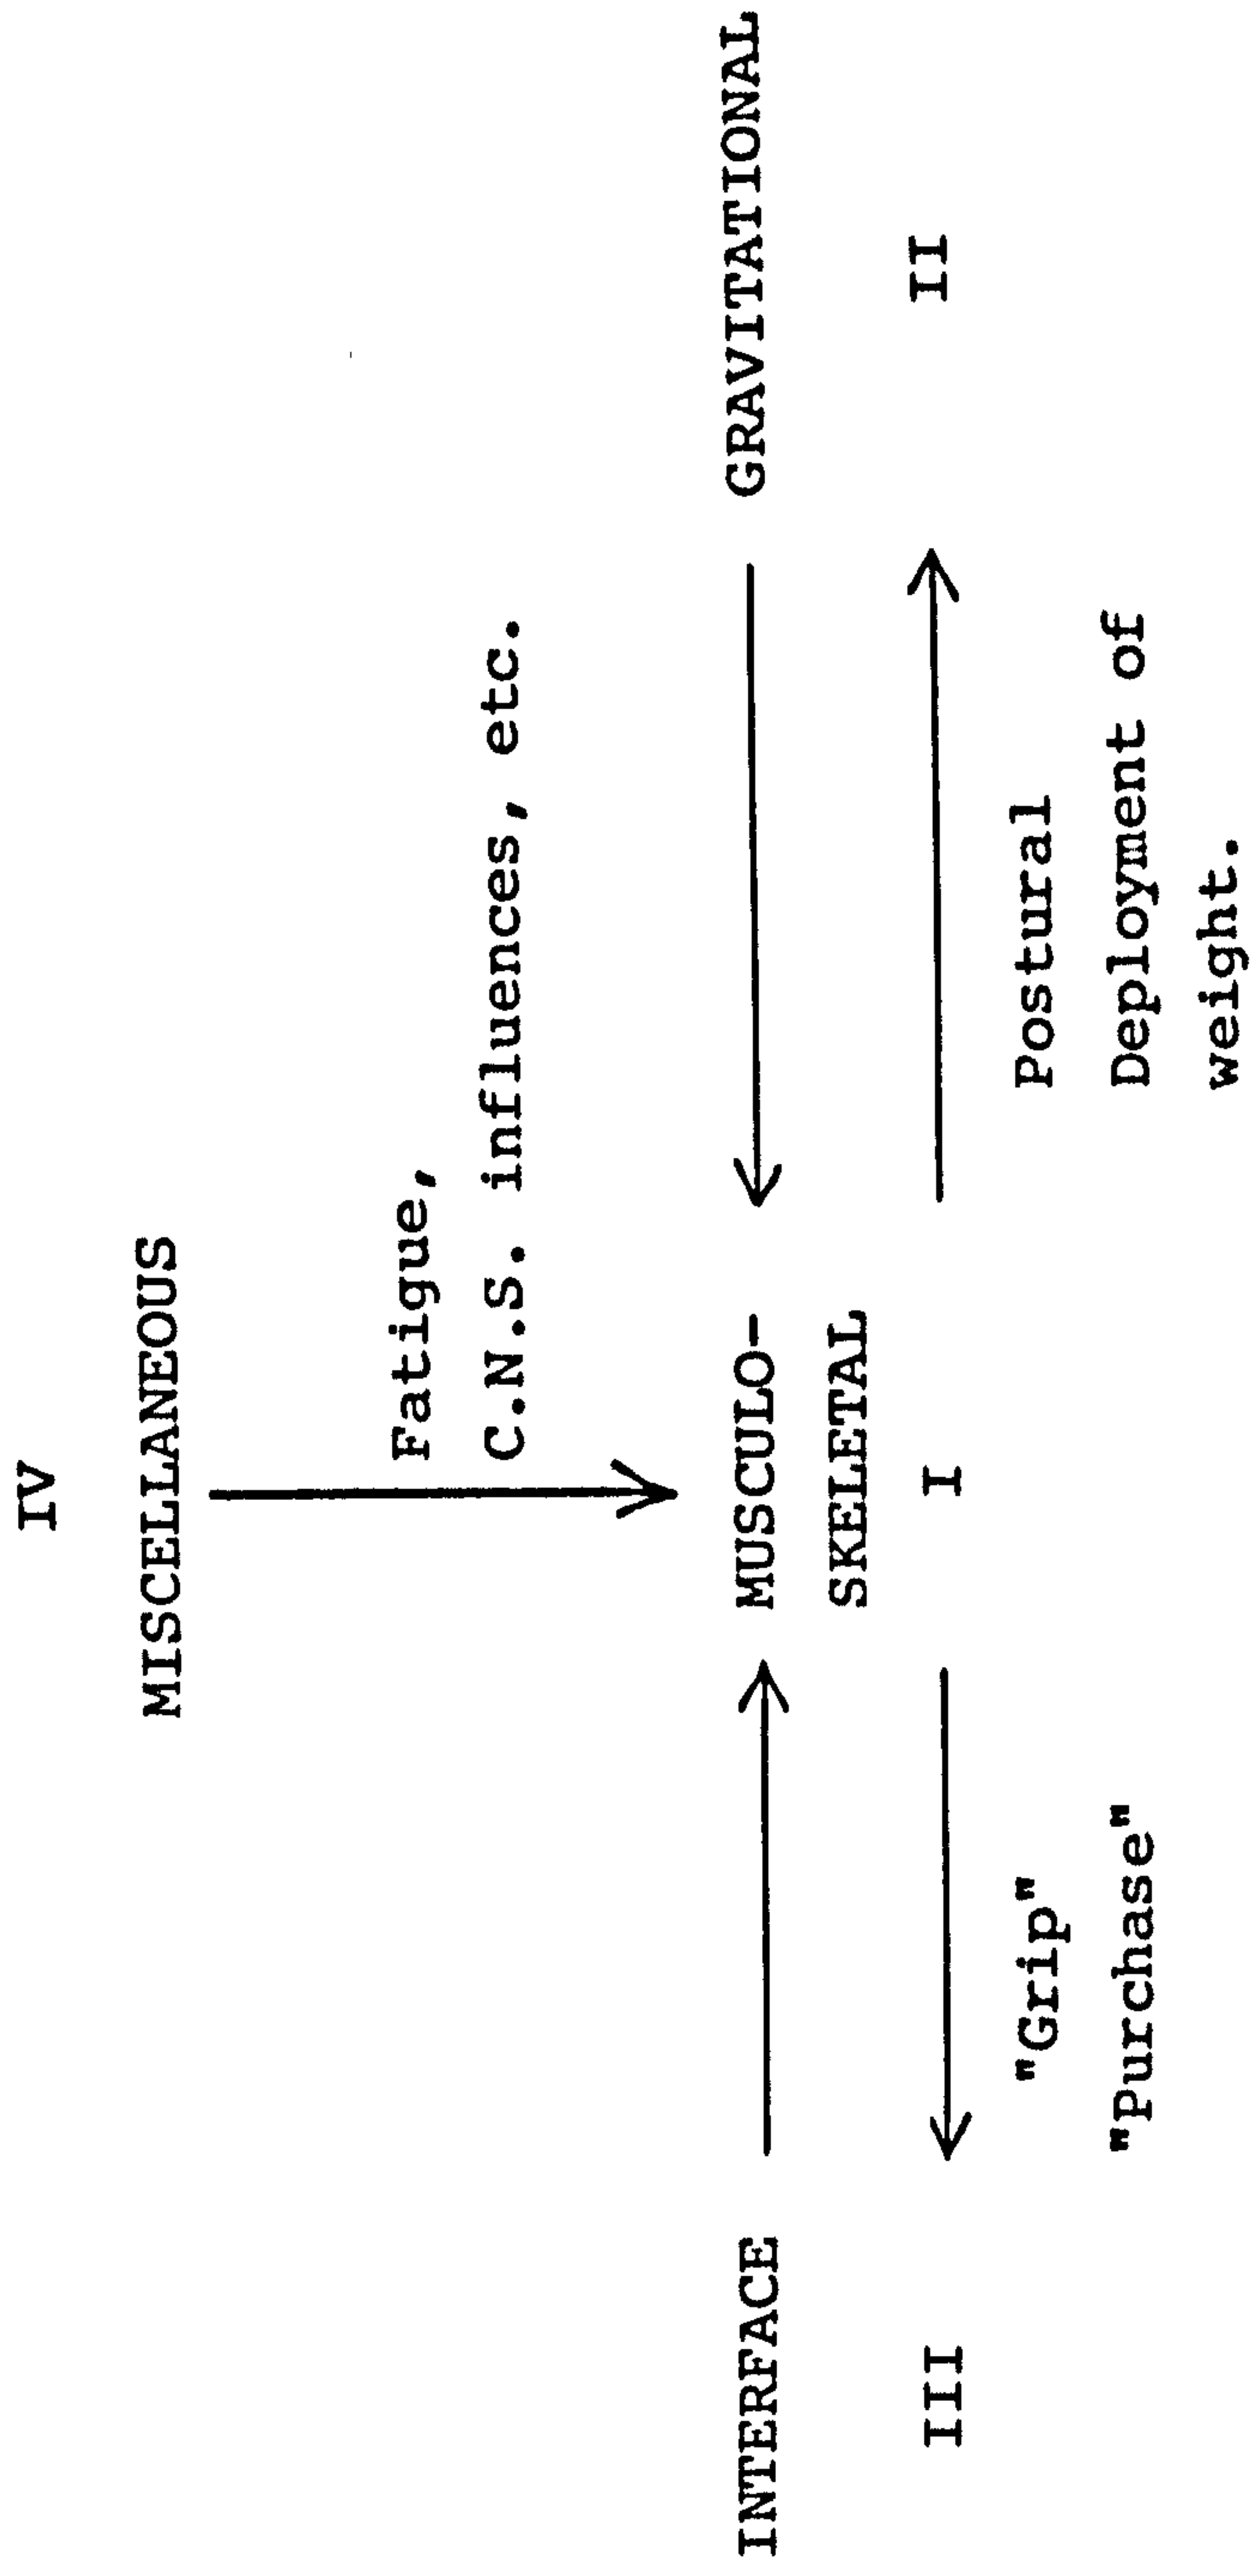 IV
MISCELLANEOUS
Fatigue,
C.N.S. influences, etc.
INTERFACE
MUSCULO-
SKELETAL
GRAVITATIONAL
III
I
II
"Grip"
"Purchase"
Postural
Deployment of
weight.